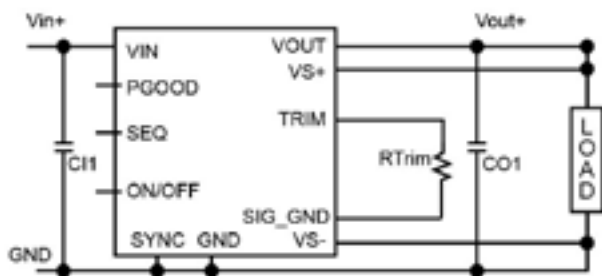 Vin+ Vout+
VIN VOUT
VS+
PGOOD
TRIM
SEQ
CI1 RTrim CO1 LOAD
ON/OFF
SIG_GND
SYNC GND VS-
GND